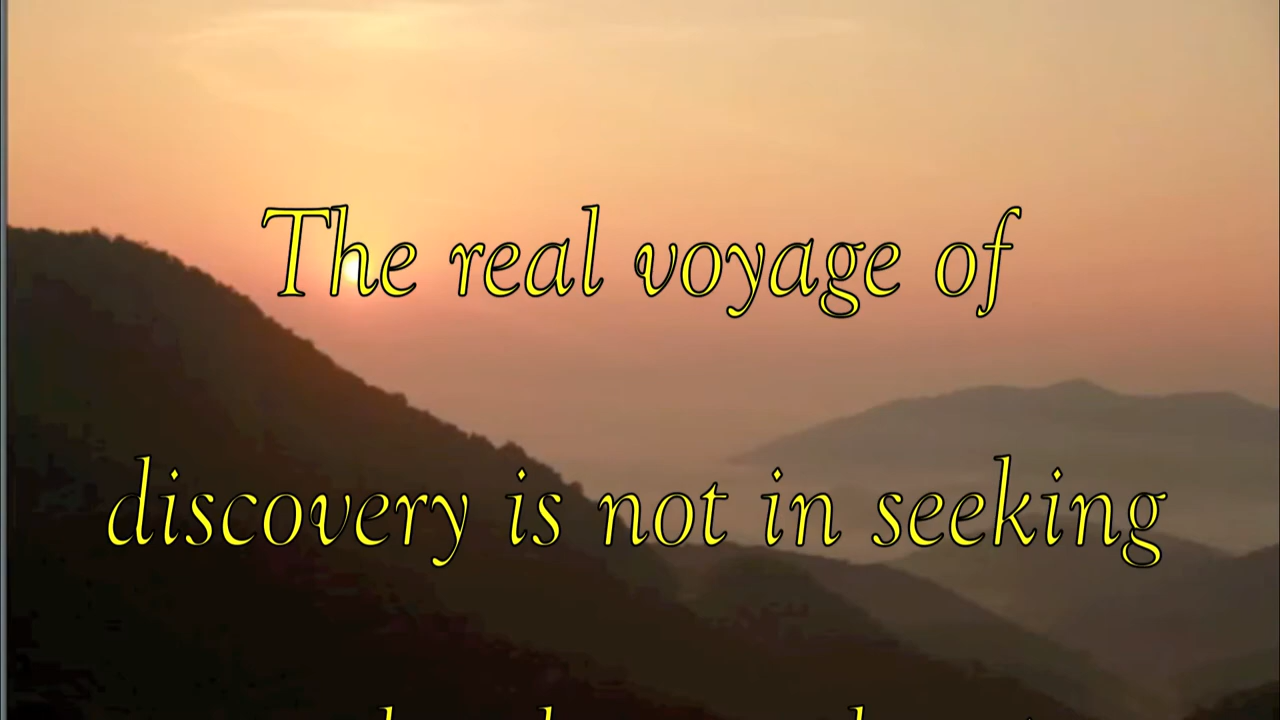 The real voyage of
discovery is not in seeking